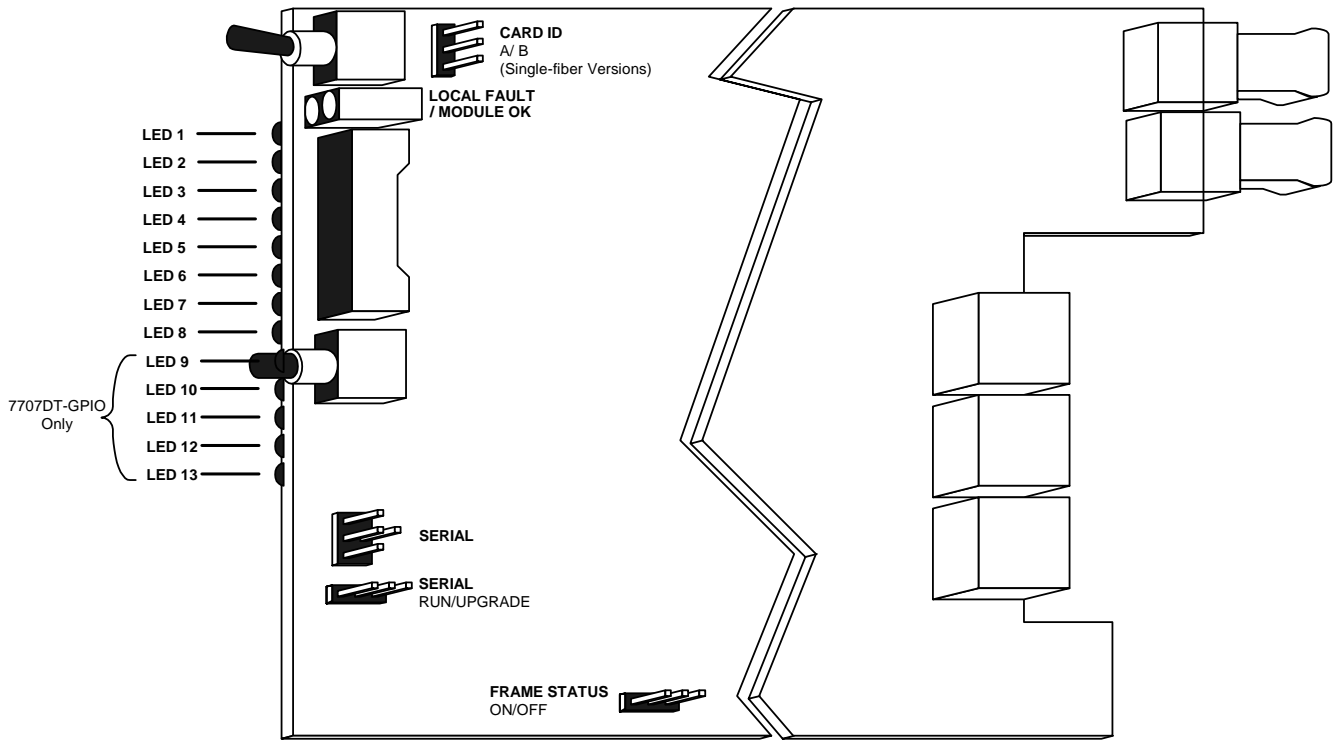 CARD ID
A/ B
(Single-fiber Versions)
LOCAL FAULT
/ MODULE OK
LED 1
LED 2
LED 3
LED 4
LED 5
LED 6
LED 7
LED 8
LED 9
LED 10
LED 11
LED 12
LED 13
7707DT-GPIO
Only
SERIAL
SERIAL
RUN/UPGRADE
FRAME STATUS
ON/OFF